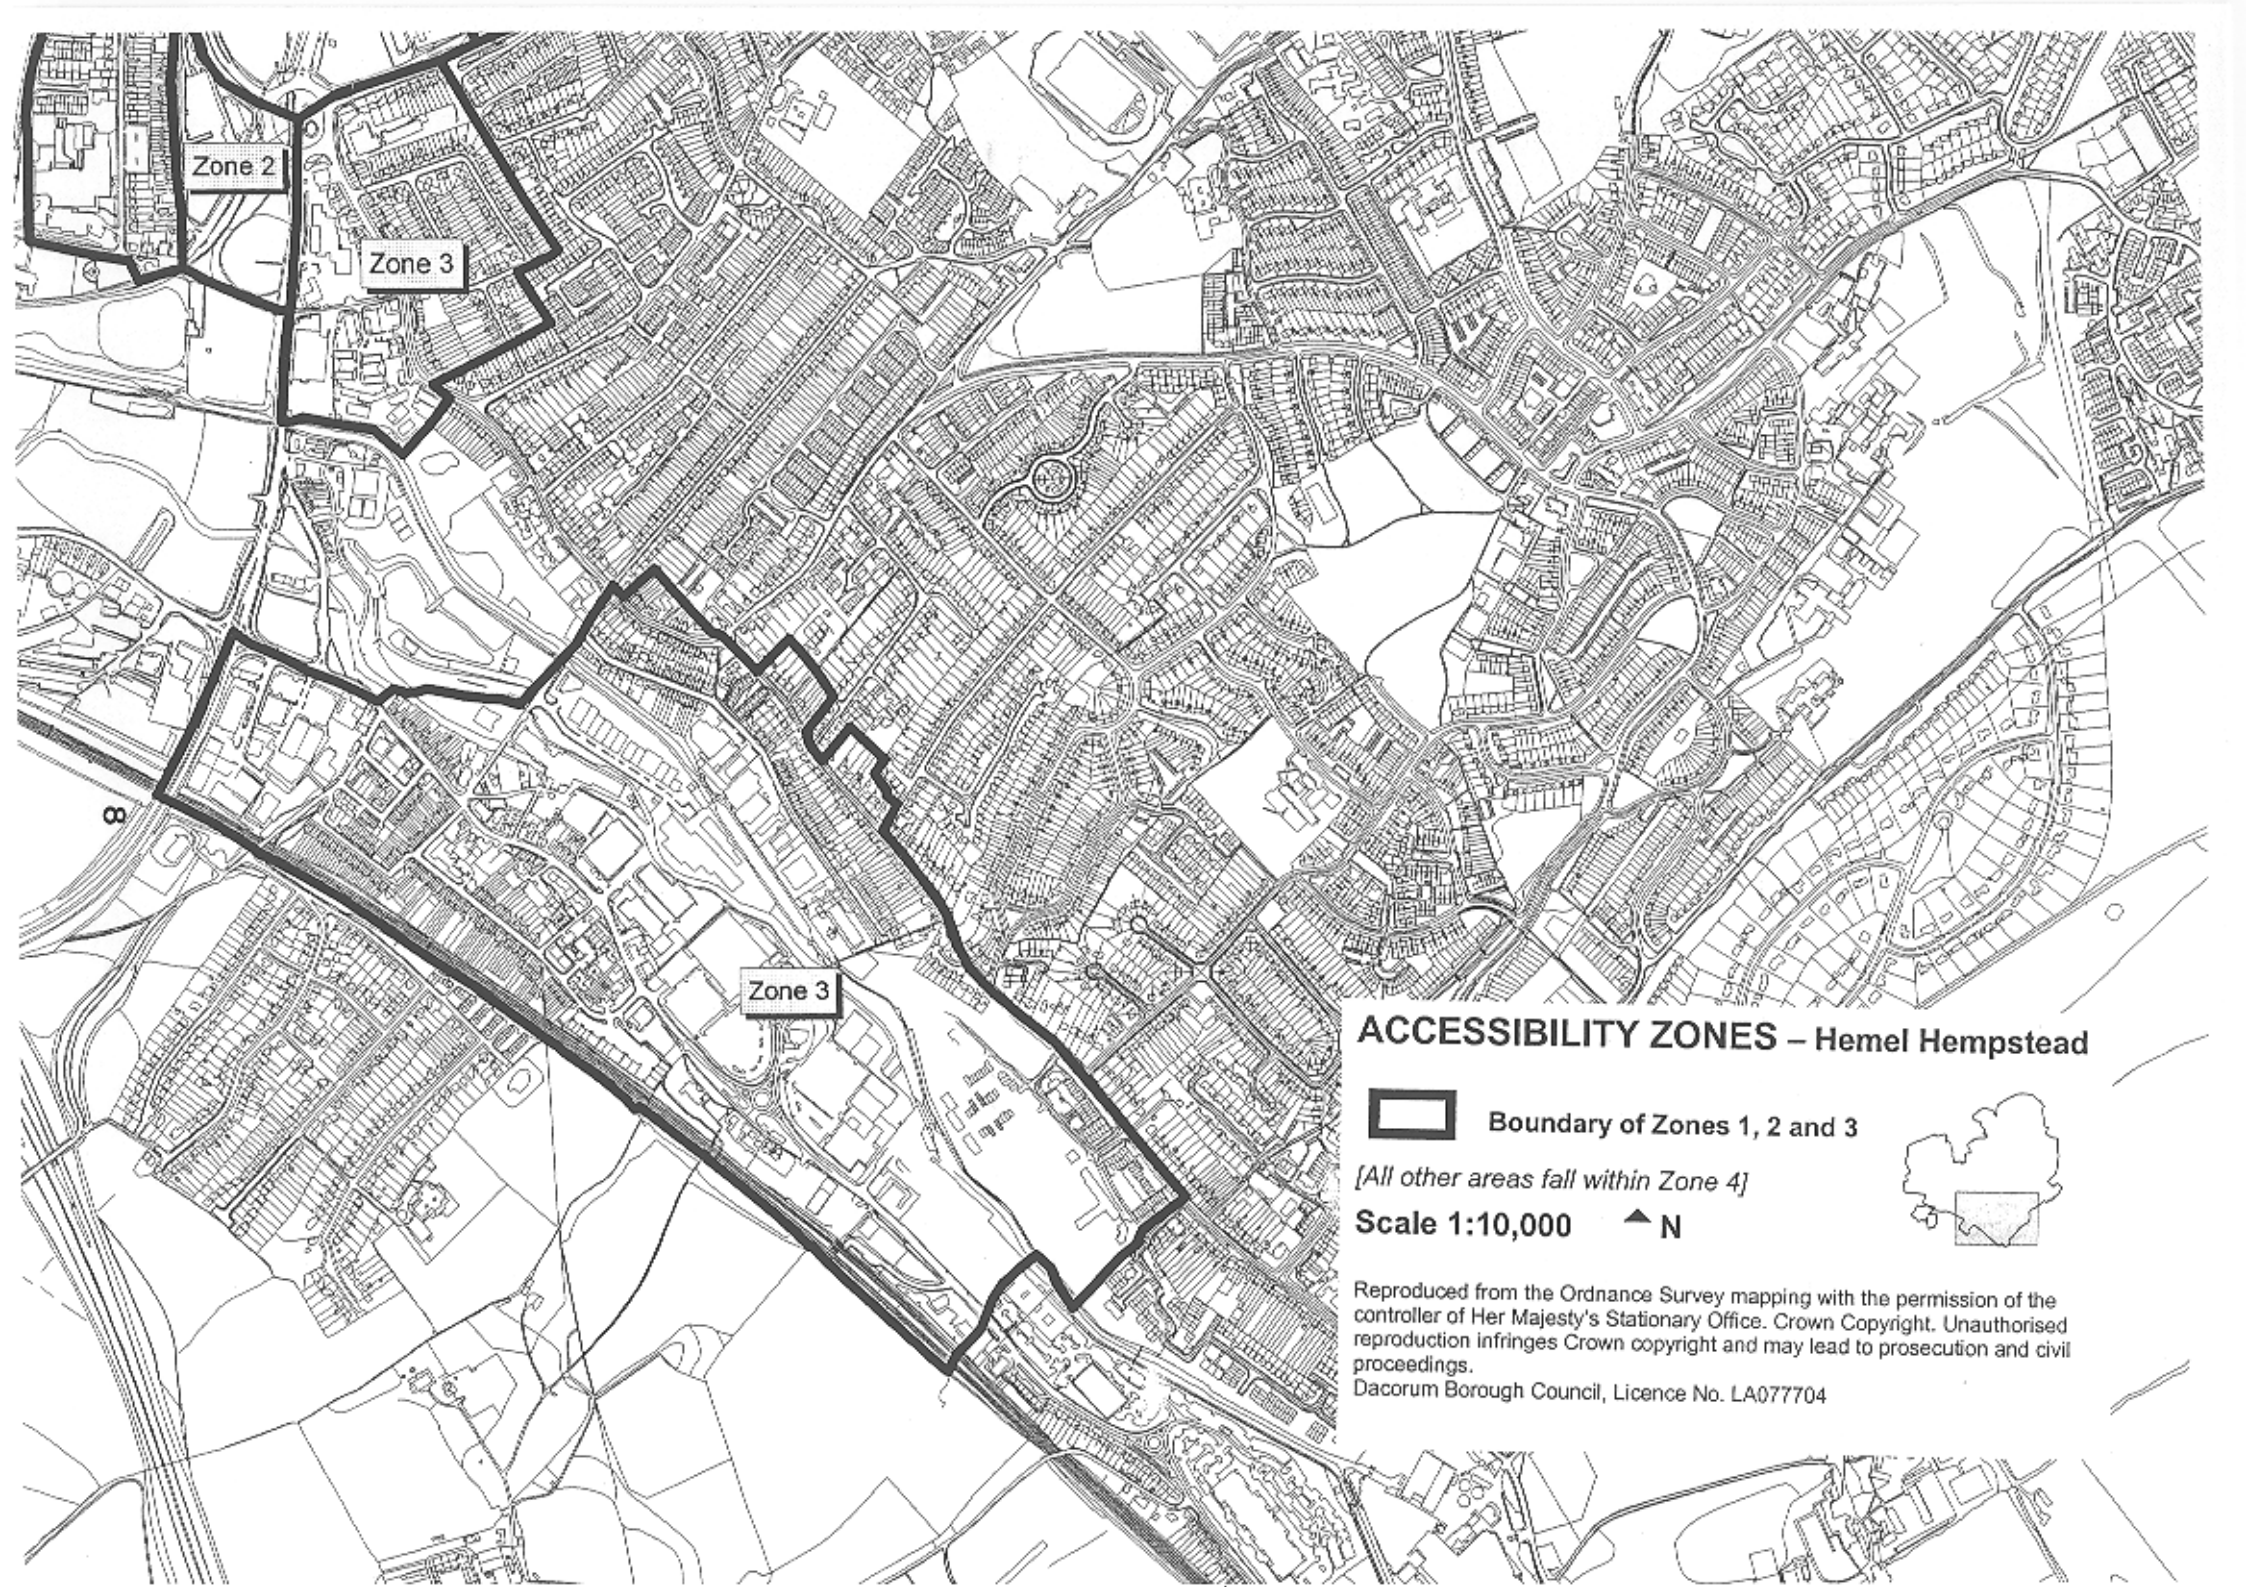 Zone 2
Zone 3
8
Zone 3
ACCESSIBILITY ZONES – Hemel Hempstead
Boundary of Zones 1, 2 and 3
[All other areas fall within Zone 4]
Scale 1:10,000 N
Reproduced from the Ordnance Survey mapping with the permission of the
controller of Her Majesty's Stationary Office. Crown Copyright. Unauthorised
reproduction infringes Crown copyright and may lead to prosecution and civil
proceedings.
Dacorum Borough Council, Licence No. LA077704